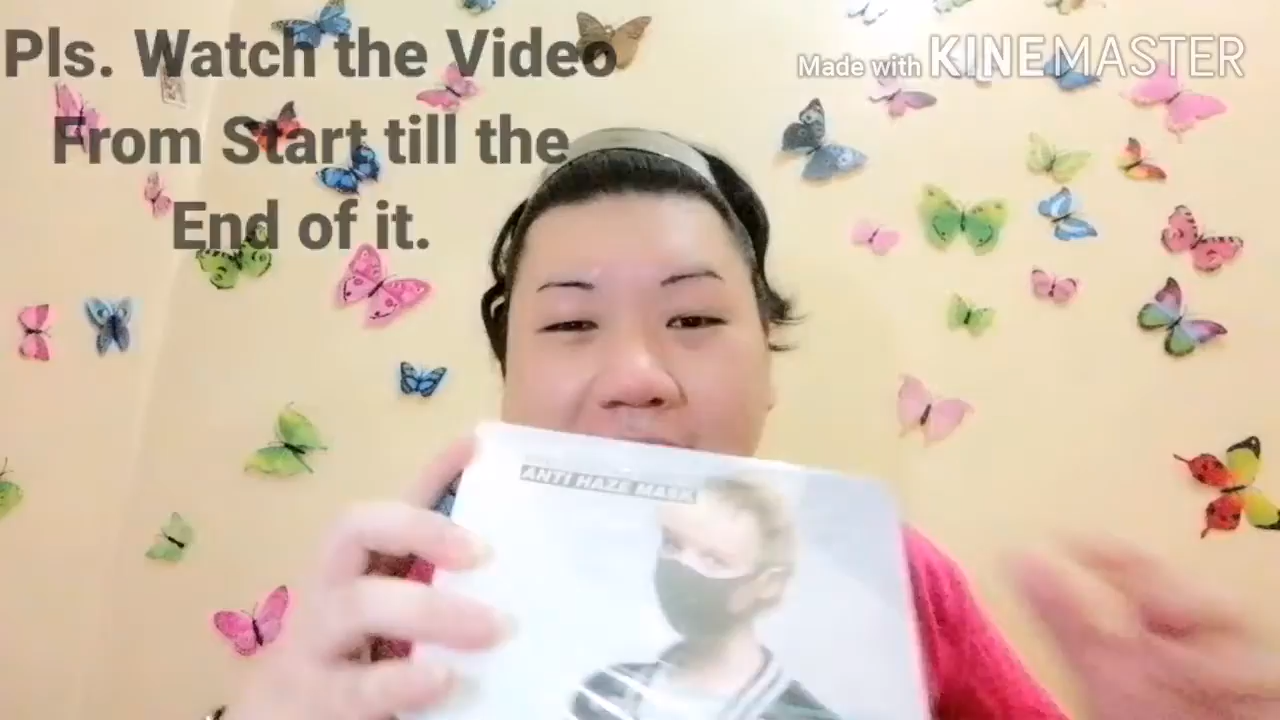 Pls. Watch the Video
From Start till the
End of it.
Made with KINEMASTER
ANTI HAZE MASK